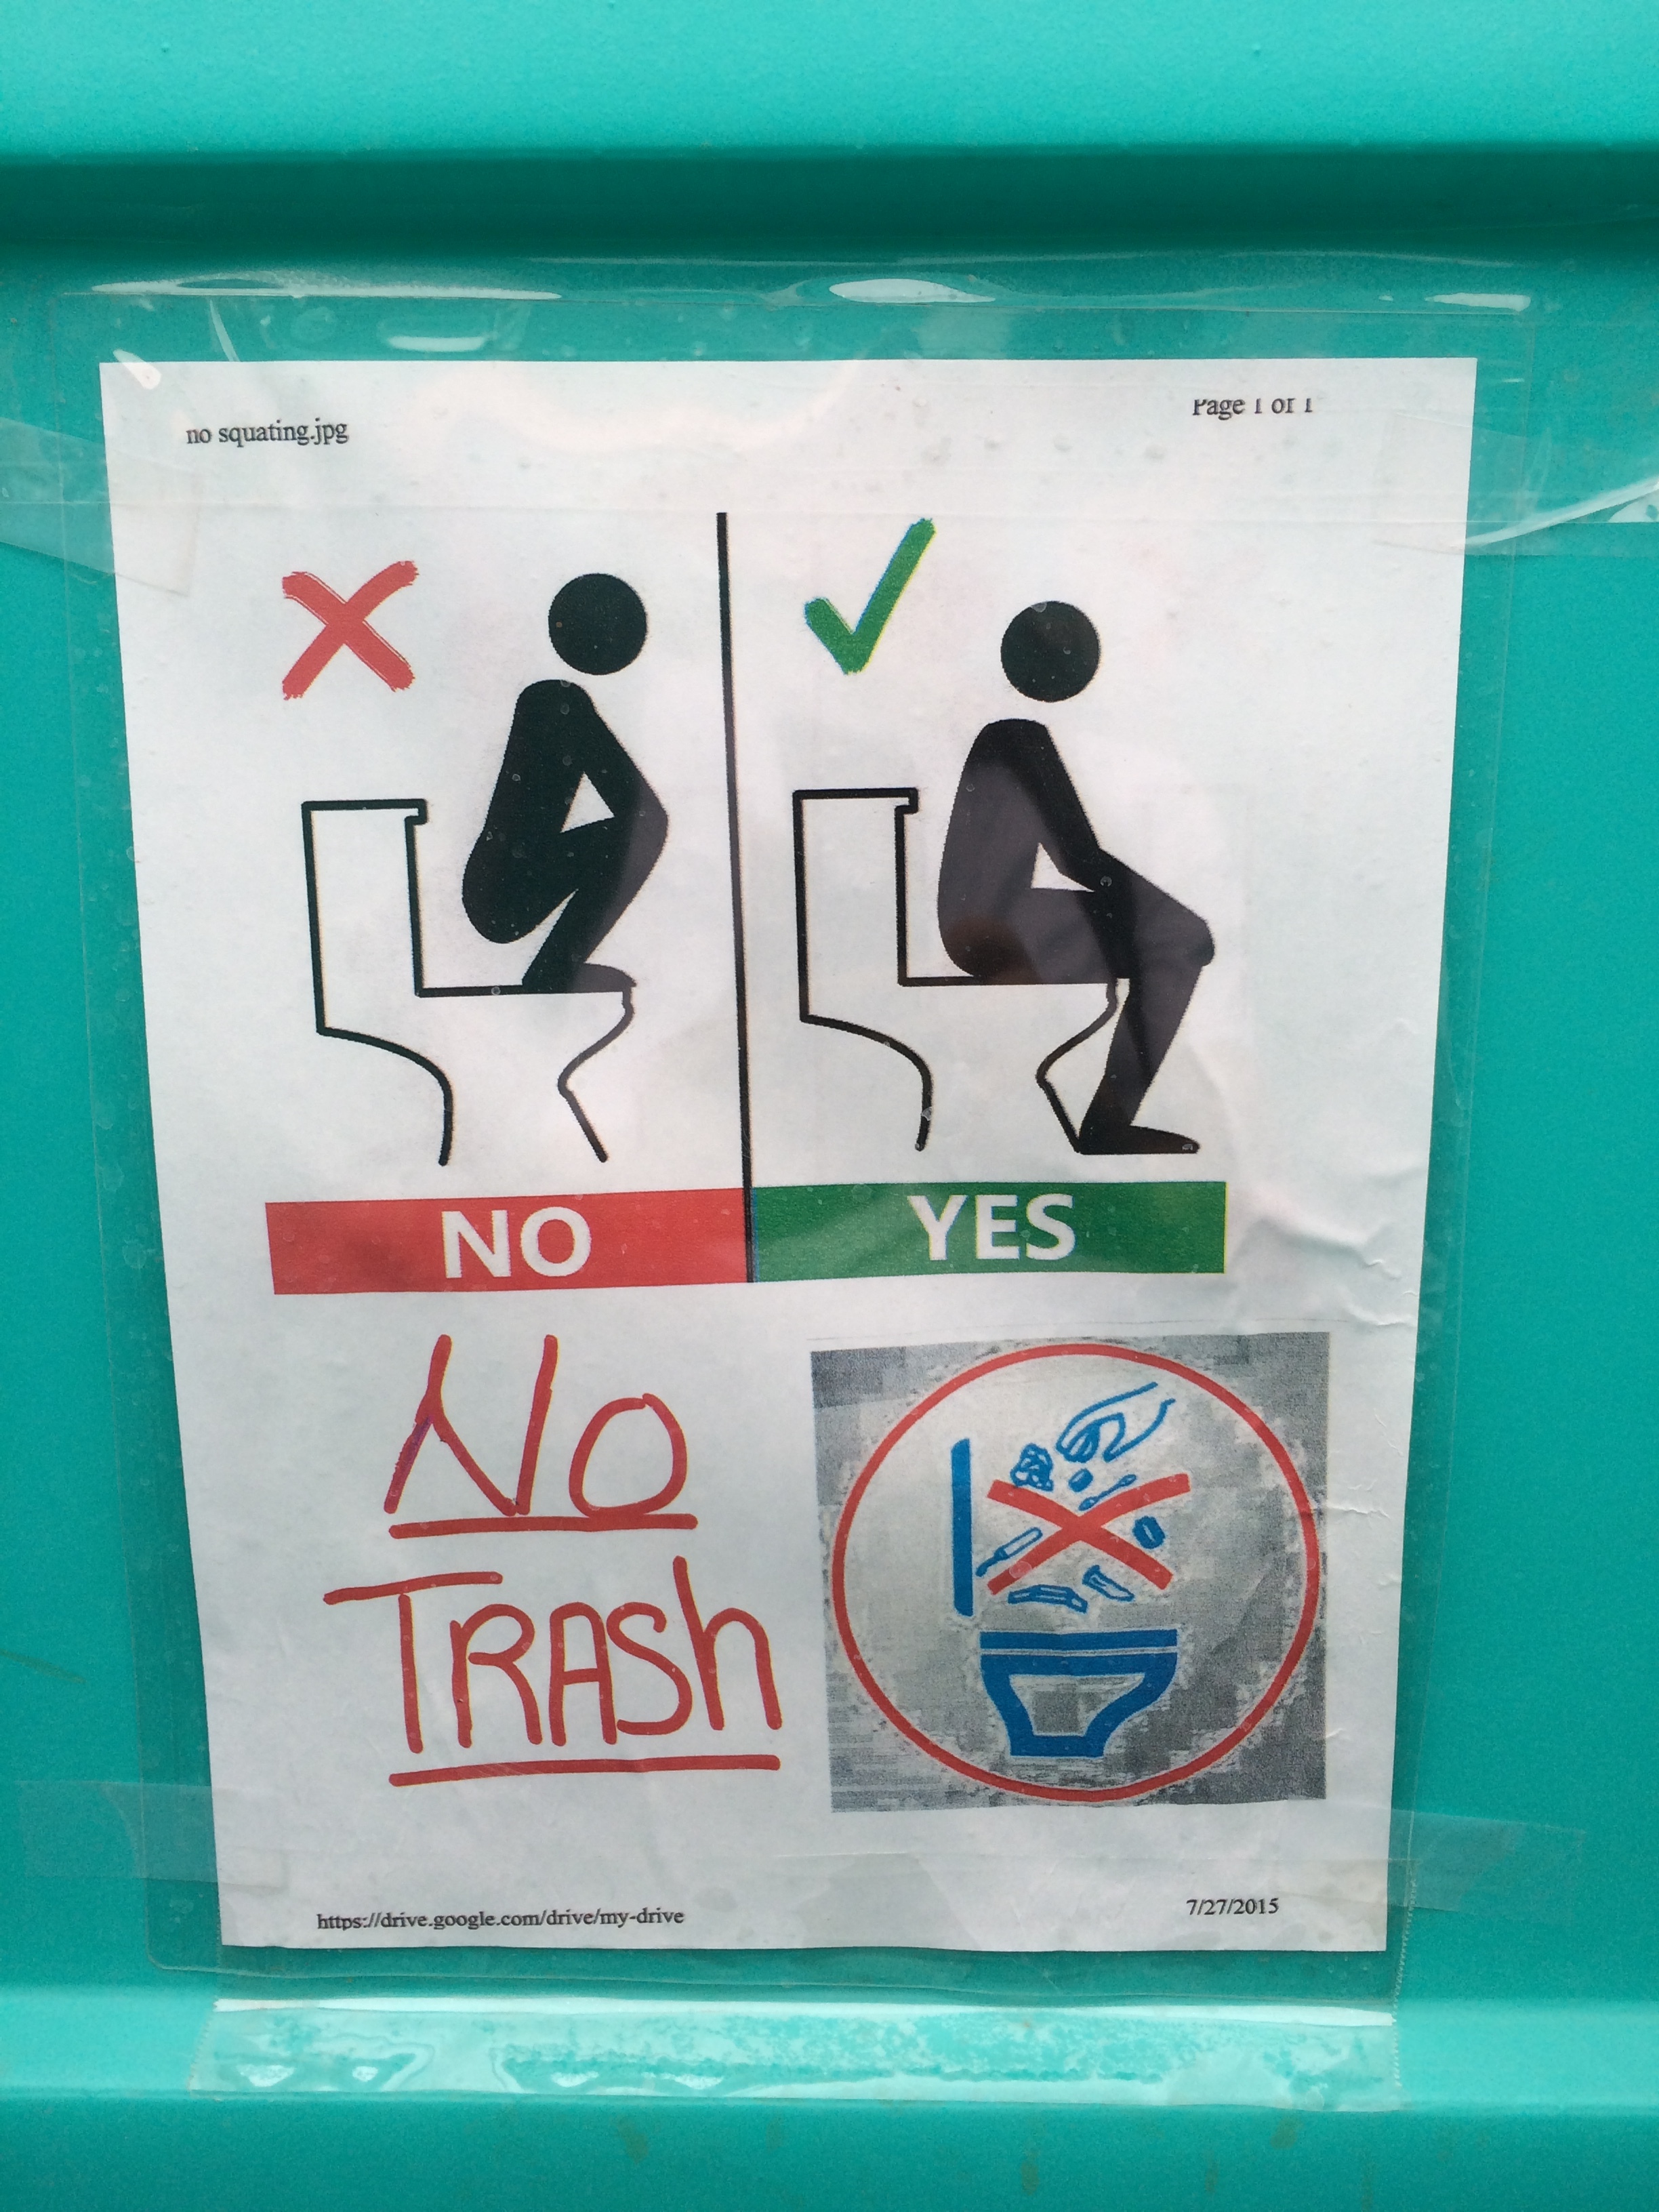 no squating.jpg
Page 1 of 1
NO
YES
No
TRASh
https://drive.google.com/drive/my-drive
7/27/2015